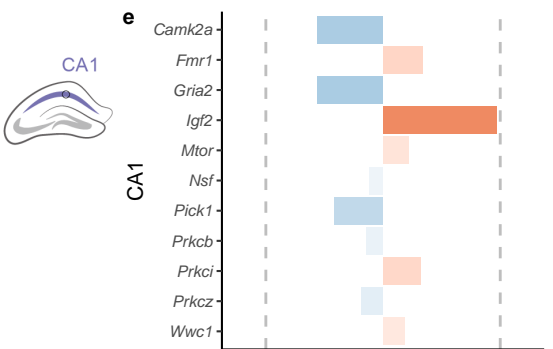 e
CA1
CA1
Camk2a
Fmr1
Gria2
Igf2
Mtor
Nsf
Pick1
Prkcb
Prkci
Prkcz
Wwc1